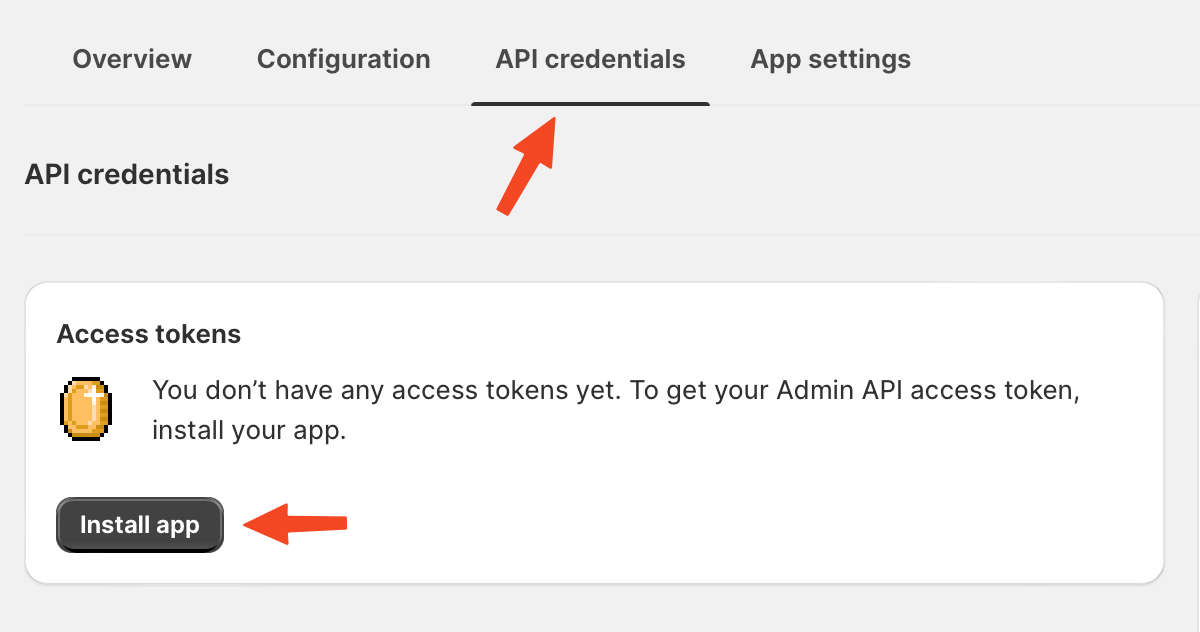 Overview Configuration API credentials App settings
API credentials
Access tokens
You don’t have any access tokens yet. To get your Admin API access token,
install your app.
Install app